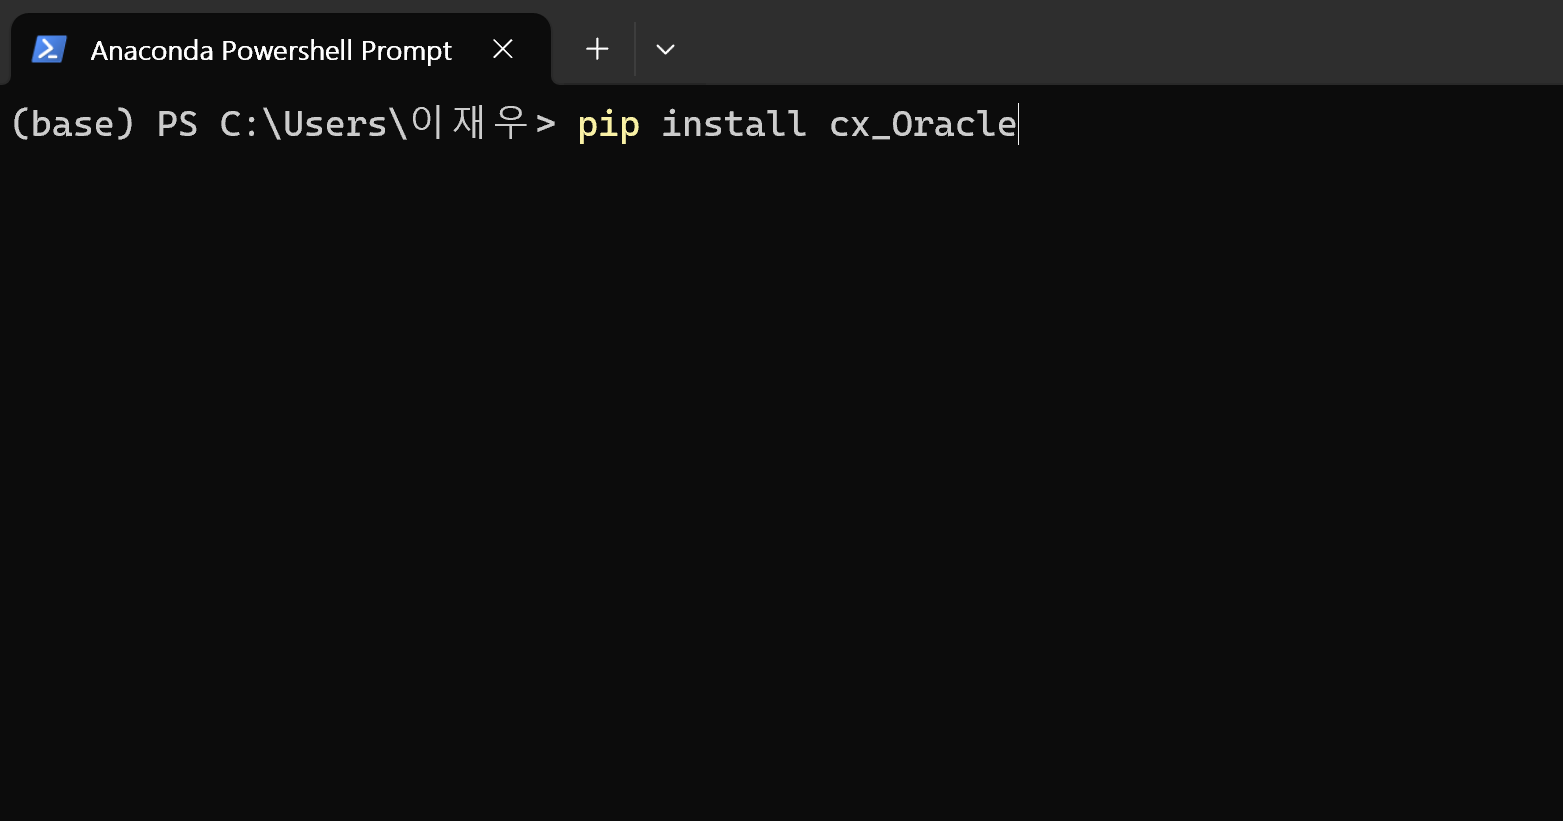 Anaconda Powershell Prompt
(base) PS C:\Users\이재우> pip install cx_Oracle